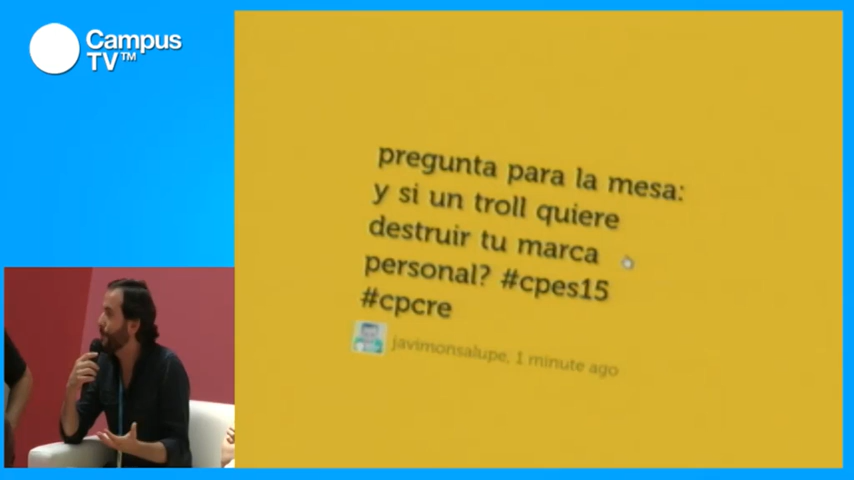 Campus
TV™
pregunta para la mesa:
y si un troll quiere
destruir tu marca
personal? #cpes15
#cpcre
javimonsalupe, 1 minute ago